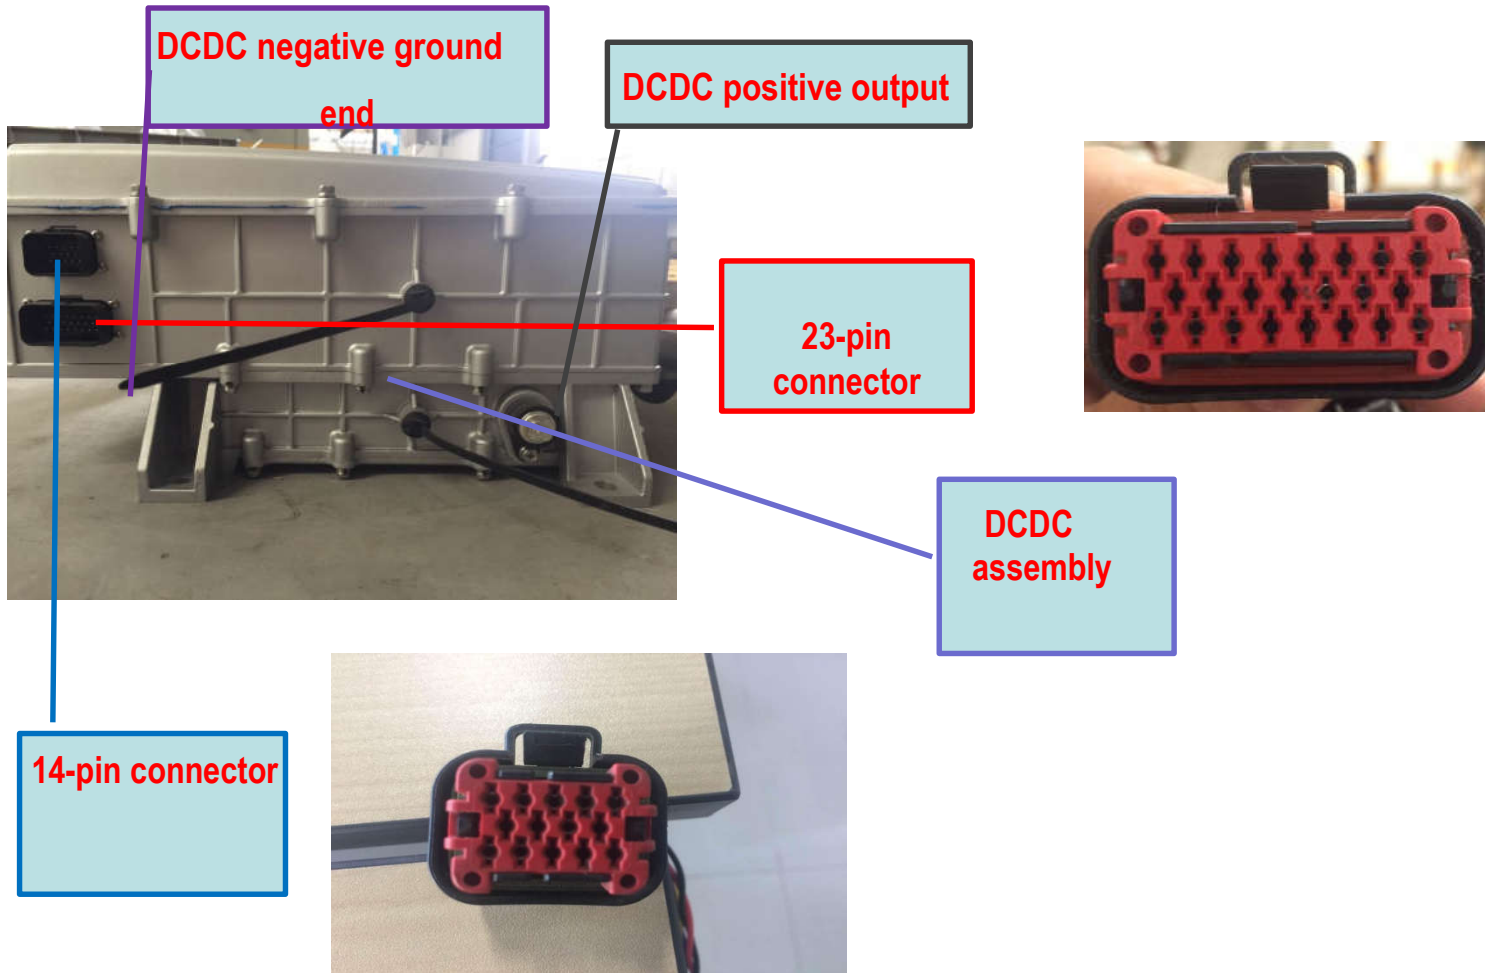 DCDC negative ground
end
DCDC positive output
23-pin
connector
DCDC
assembly
14-pin connector